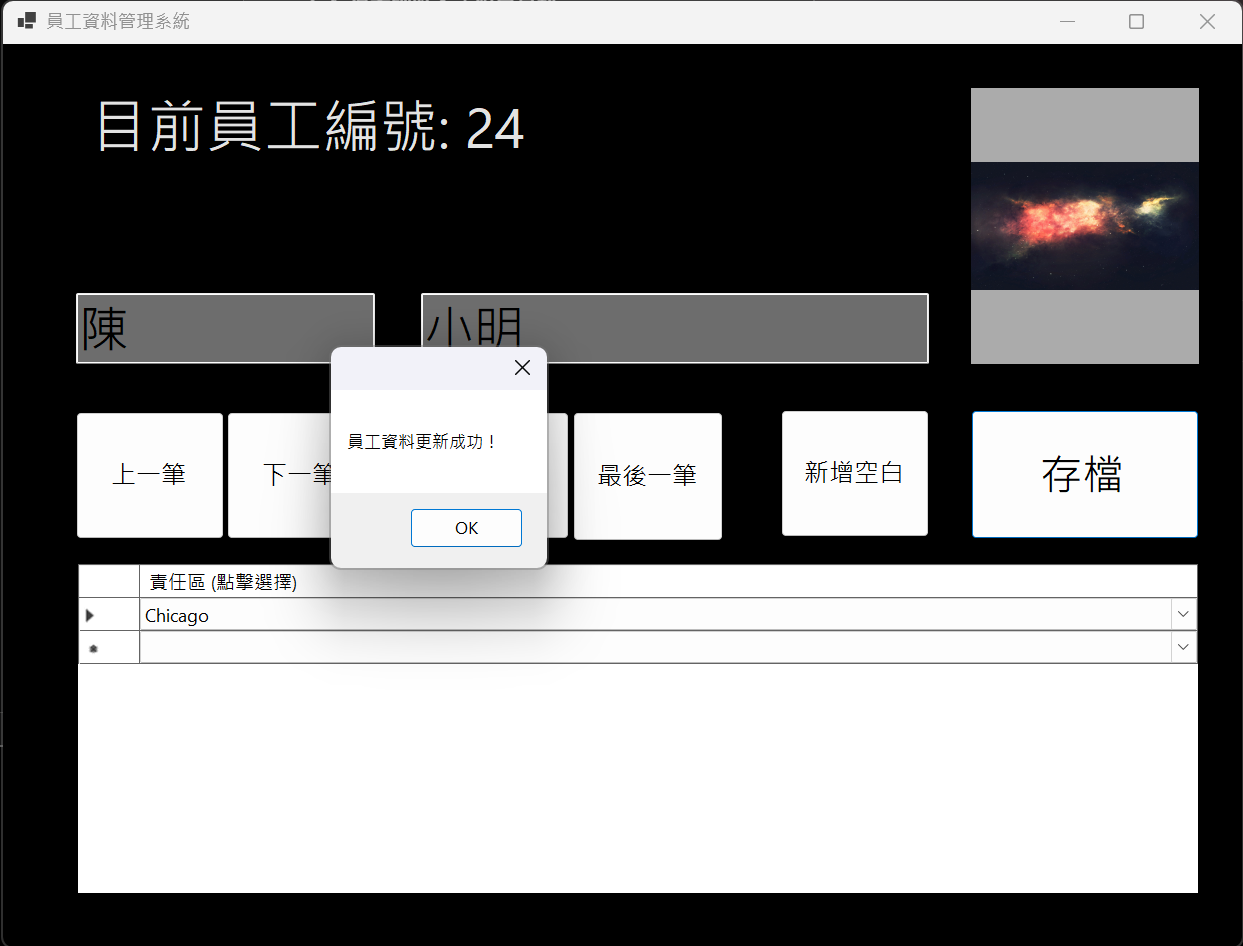 員工資料管理系統
目前員工編號: 24
陳
小明
員工資料更新成功！
OK
上一筆
下一筆
最後一筆
新增空白
存檔
責任區 (點擊選擇)
Chicago